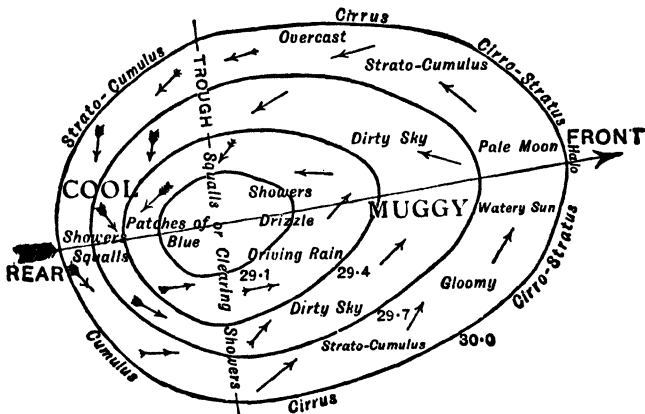 Cirrus
Overcast
Strato-Cumulus
Strato-Cumulus
Cirro-Stratus
TROUGH – Squalls or Clearing Showers
Dirty Sky
Pale Moon
FRONT
Halo
COOL
Showers
MUGGY
Watery Sun
Patches of
Blue
Drizzle
Showers
Squalls
REAR
Driving Rain
29·1
29·4
Gloomy
Cirro-Stratus
Dirty Sky
29·7
Strato-Cumulus
30·0
Cumulus
Cirrus